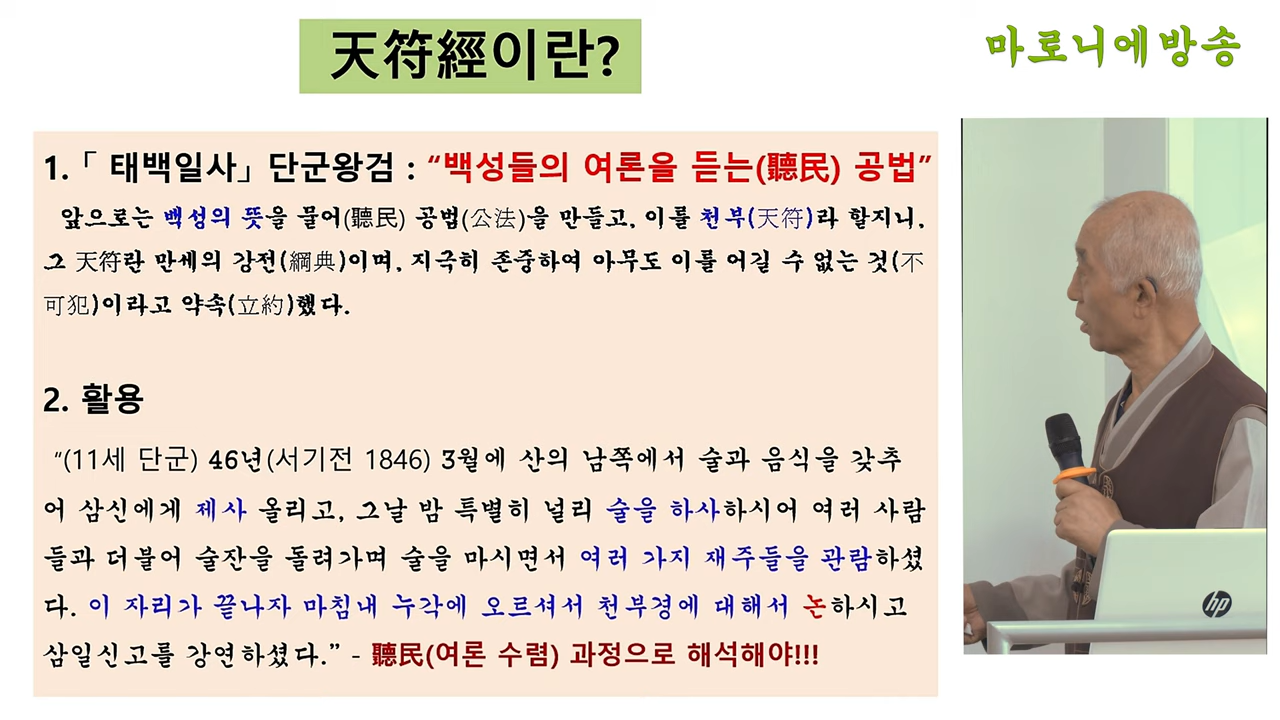 天符經이란?
마로니에방송
1.「 태백일사」 단군왕검 : “백성들의 여론을 듣는(聽民) 공법”
앞으로는 백성의 뜻을 물어(聽民) 공법(公法)을 만들고, 이를 천부(天符)라 할지니,
그 天符란 만세의 강전(綱典)이며, 지극히 존중하여 아무도 이를 어길 수 없는 것(不
可犯)이라고 약속(立約)했다.
2. 활용
“(11세 단군) 46년(서기전 1846) 3월에 산의 남쪽에서 술과 음식을 갖추
어 삼신에게 제사 올리고, 그날 밤 특별히 널리 술을 하사하시어 여러 사람
들과 더불어 술잔을 돌려가며 술을 마시면서 여러 가지 재주들을 관람하셨
다. 이 자리가 끝나자 마침내 누각에 오르셔서 천부경에 대해서 논하시고
삼일신고를 강연하셨다.” - 聽民(여론 수렴) 과정으로 해석해야!!!
hp